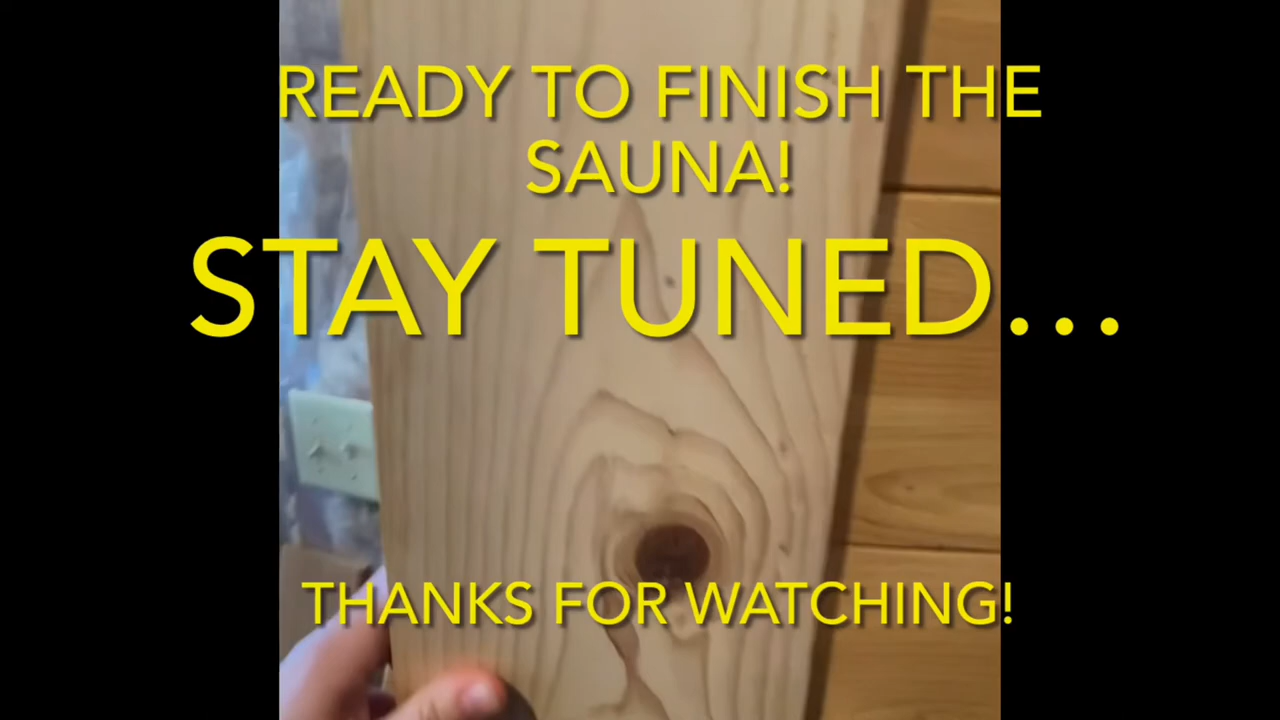 READY TO FINISH THE
SAUNA!
STAY TUNED...
THANKS FOR WATCHING!